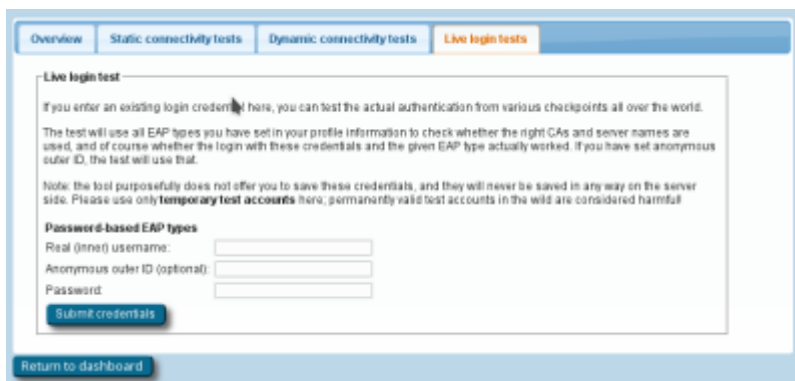 Overview Static connectivity tests Dynamic connectivity tests Live login tests
Live login test
If you enter an existing login credential here, you can test the actual authentication from various checkpoints all over the world.
The test will use all EAP types you have set in your profile information to check whether the right CAs and server names are
used, and of course whether the login with these credentials and the given EAP type actually worked. If you have set anonymous
outer ID, the test will use that.
Note: the tool purposefully does not offer you to save these credentials, and they will never be saved in any way on the server
side. Please use only temporary test accounts here; permanently valid test accounts in the wild are considered harmful!
Password-based EAP types
Real (inner) username:
Anonymous outer ID (optional):
Password:
Submit credentials
Return to dashboard